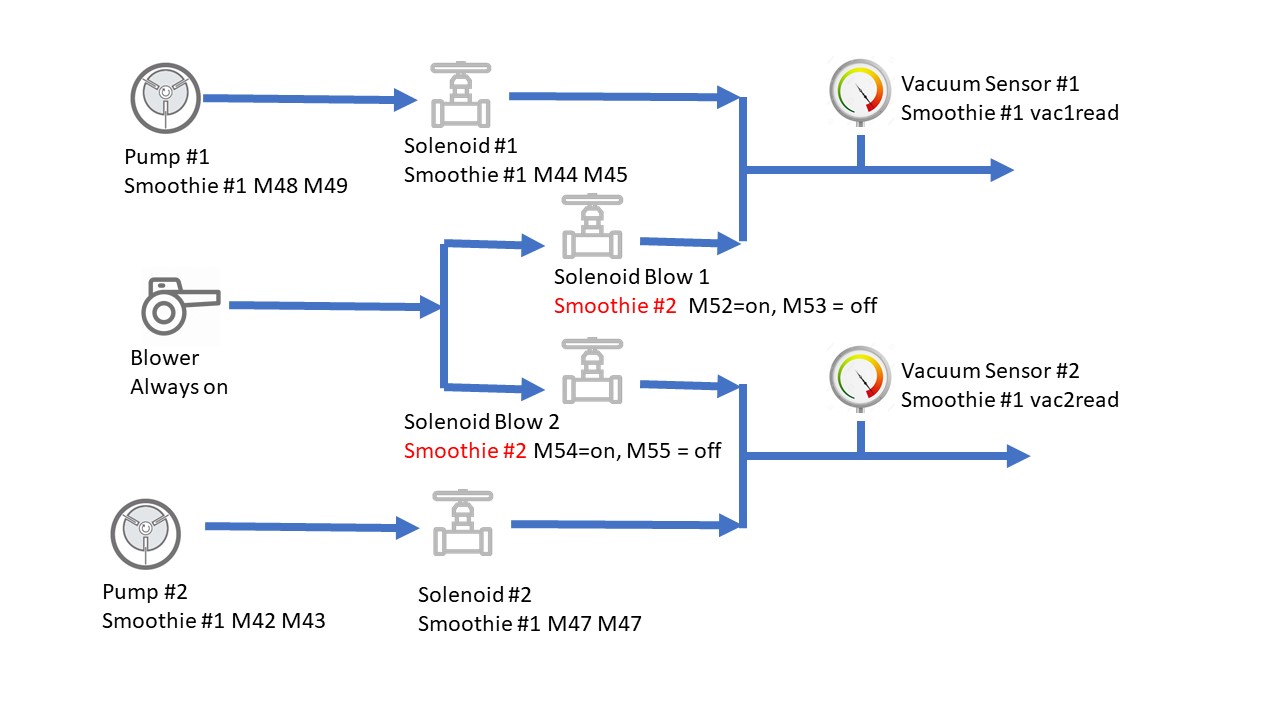 Vacuum Sensor #1
Smoothie #1 vac1read
Pump #1
Smoothie #1 M48 M49
Solenoid #1
Smoothie #1 M44 M45
Solenoid Blow 1
Smoothie #2 M52=on, M53 = off
Blower
Always on
Vacuum Sensor #2
Smoothie #1 vac2read
Solenoid Blow 2
Smoothie #2 M54=on, M55 = off
Pump #2
Smoothie #1 M42 M43
Solenoid #2
Smoothie #1 M47 M47